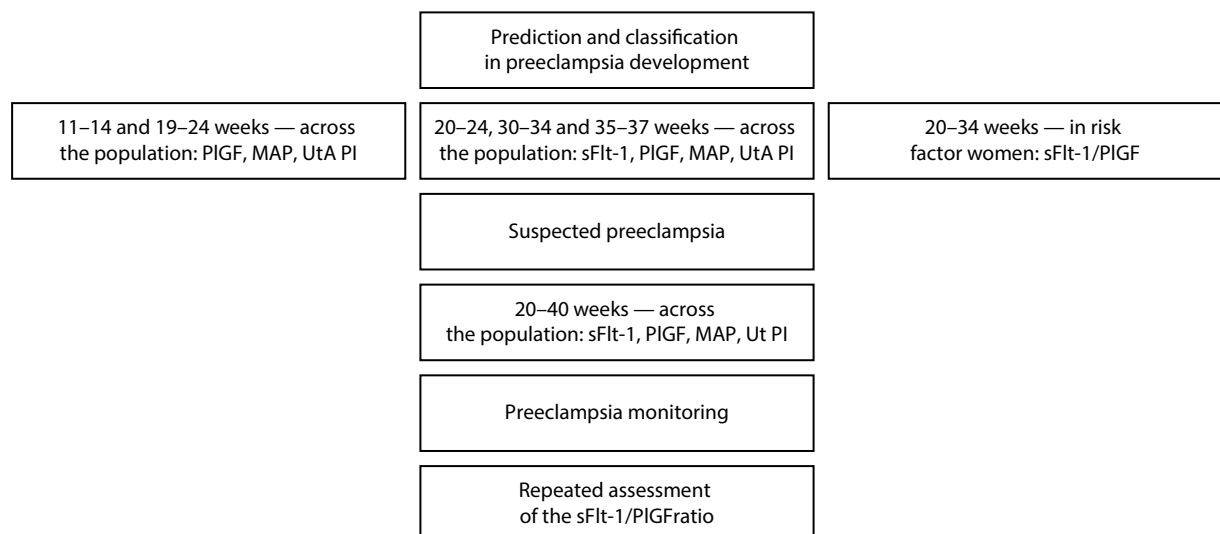 Prediction and classification
in preeclampsia development
11–14 and 19–24 weeks — across
the population: PlGF, MAP, UtA PI
20–24, 30–34 and 35–37 weeks — across
the population: sFlt-1, PlGF, MAP, UtA PI
20–34 weeks — in risk
factor women: sFlt-1/PlGF
Suspected preeclampsia
20–40 weeks — across
the population: sFlt-1, PlGF, MAP, Ut PI
Preeclampsia monitoring
Repeated assessment
of the sFlt-1/PlGFratio